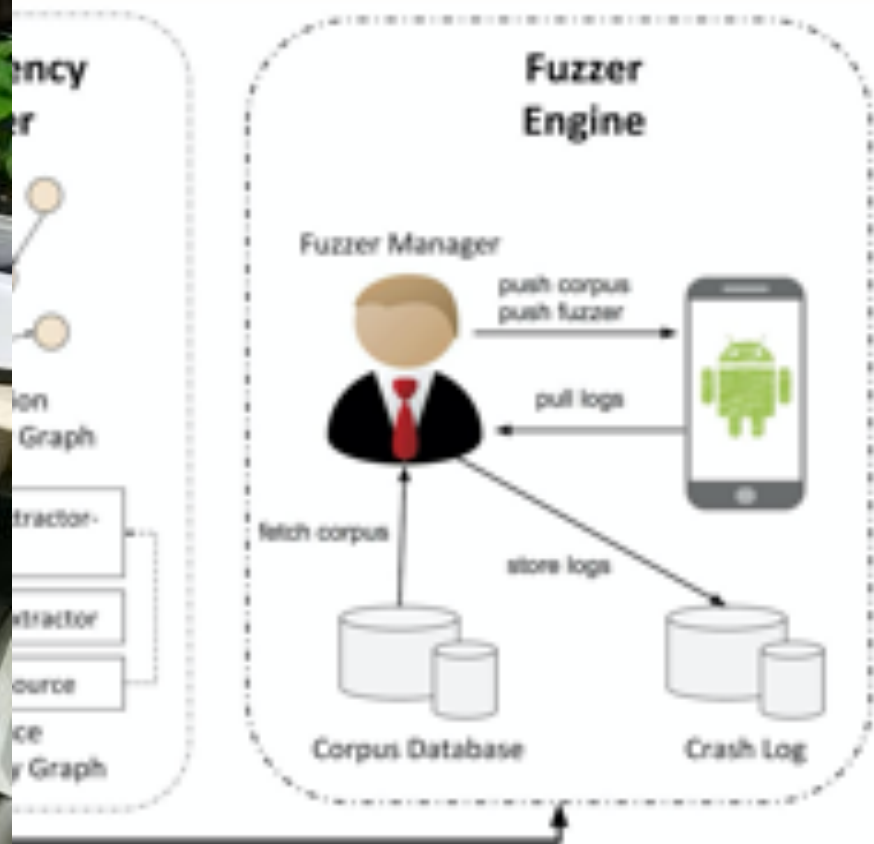 ency
er
ion
Graph
tractor-
xtractor
ource
ce
y Graph
Fuzzer
Engine
Fuzzer Manager
push corpus
push fuzzer
pull logs
fetch corpus
store logs
Corpus Database
Crash Log